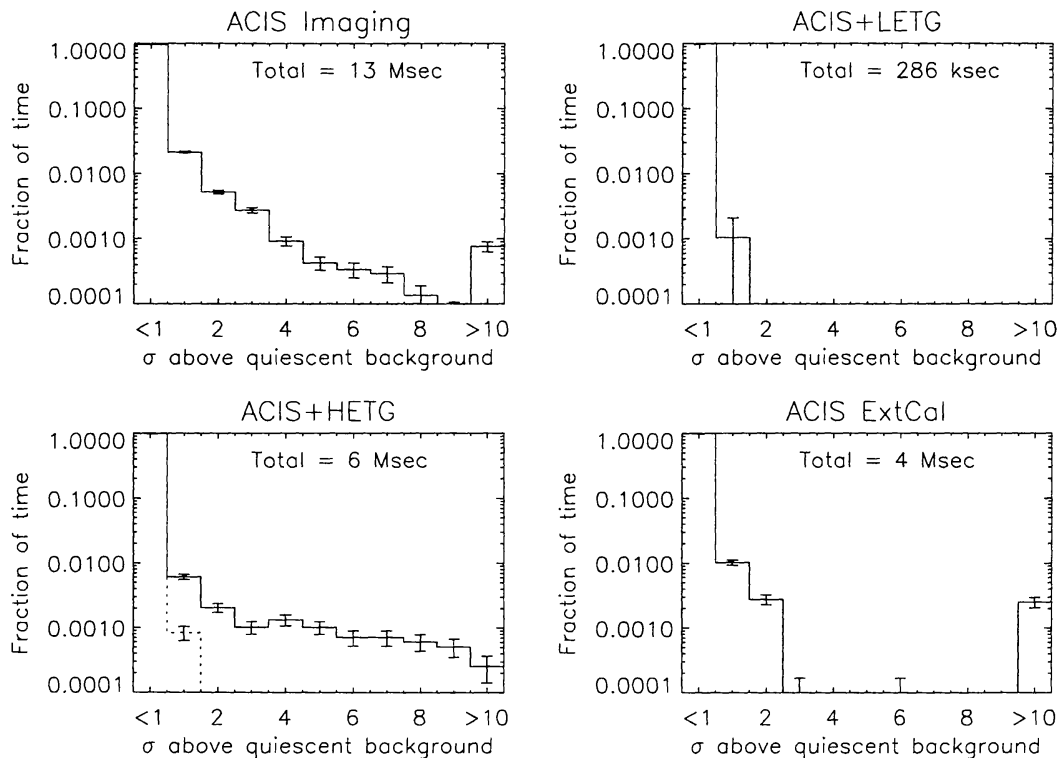 ACIS Imaging
Total = 13 Msec
Fraction of time
1.0000
0.1000
0.0100
0.0010
0.0001
<1 2 4 6 8 >10
σ above quiescent background
ACIS+LETG
Total = 286 ksec
Fraction of time
1.0000
0.1000
0.0100
0.0010
0.0001
<1 2 4 6 8 >10
σ above quiescent background
ACIS+HETG
Total = 6 Msec
Fraction of time
1.0000
0.1000
0.0100
0.0010
0.0001
<1 2 4 6 8 >10
σ above quiescent background
ACIS ExtCal
Total = 4 Msec
Fraction of time
1.0000
0.1000
0.0100
0.0010
0.0001
<1 2 4 6 8 >10
σ above quiescent background